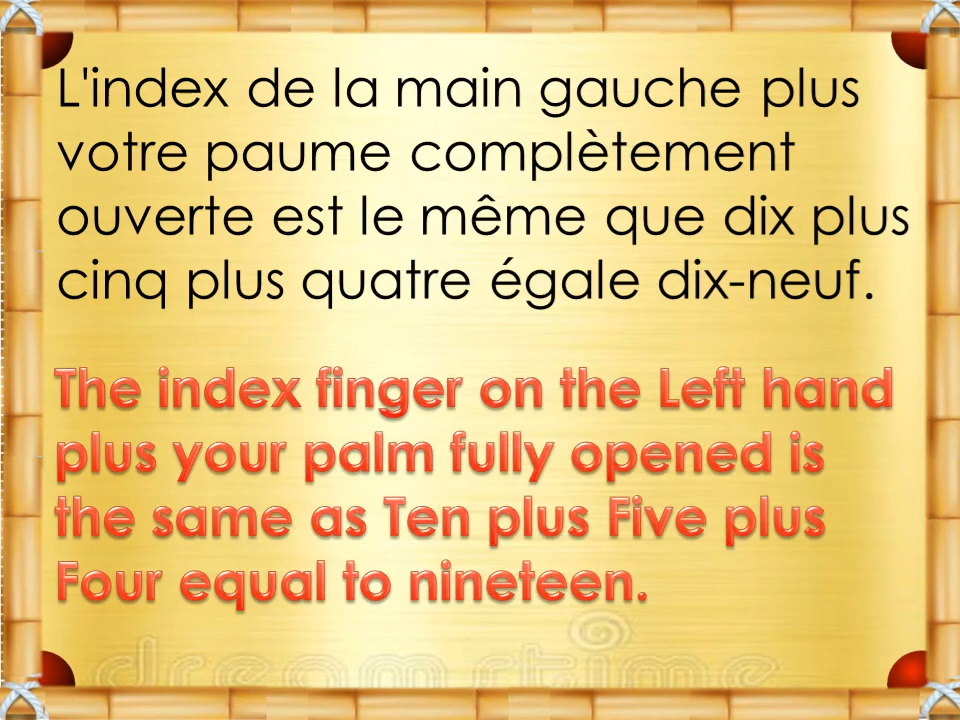 L'index de la main gauche plus
votre paume complètement
ouverte est le même que dix plus
cinq plus quatre égale dix-neuf.
The index finger on the Left hand
plus your palm fully opened is
the same as Ten plus Five plus
Four equal to nineteen.
dreamstime